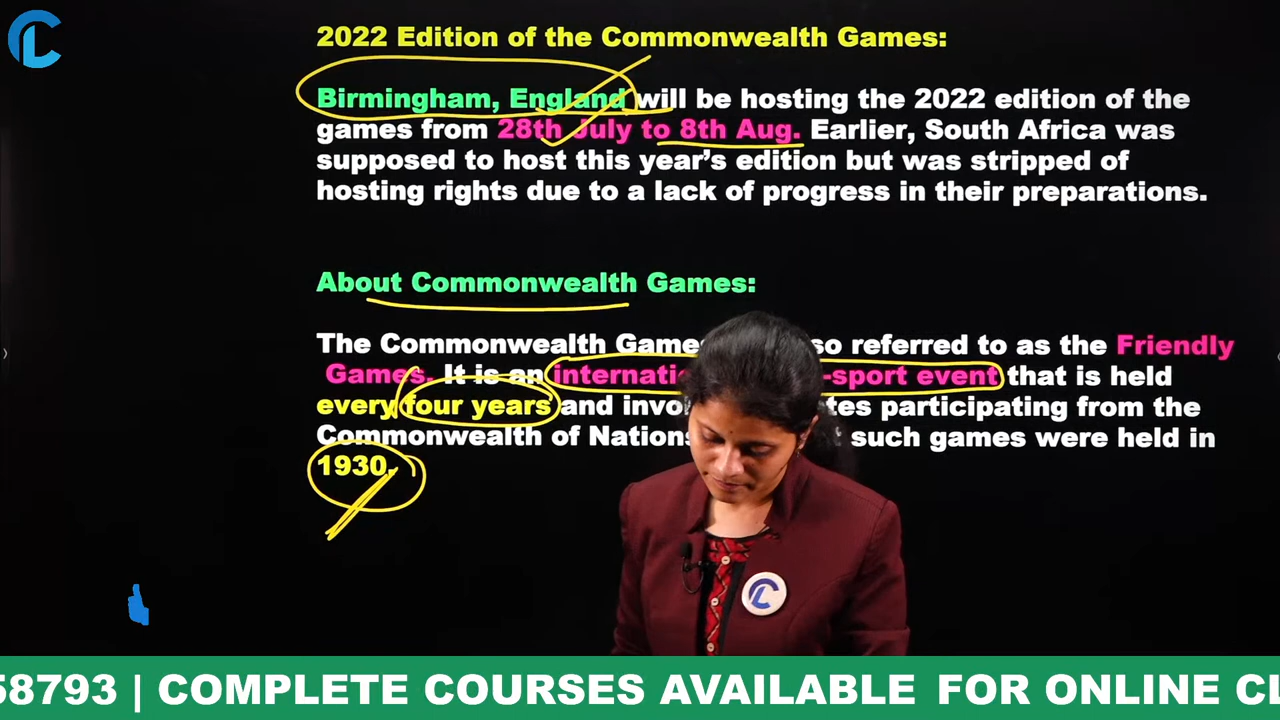 2022 Edition of the Commonwealth Games:
Birmingham, England will be hosting the 2022 edition of the
games from 28th July to 8th Aug. Earlier, South Africa was
supposed to host this year’s edition but was stripped of
hosting rights due to a lack of progress in their preparations.
About Commonwealth Games:
The Commonwealth Games so referred to as the Friendly
Games. It is an -sport event that is held
every four years and participating from the
Commonwealth of Nations such games were held in
1930.
58793 | COMPLETE COURSES AVAILABLE FOR ONLINE